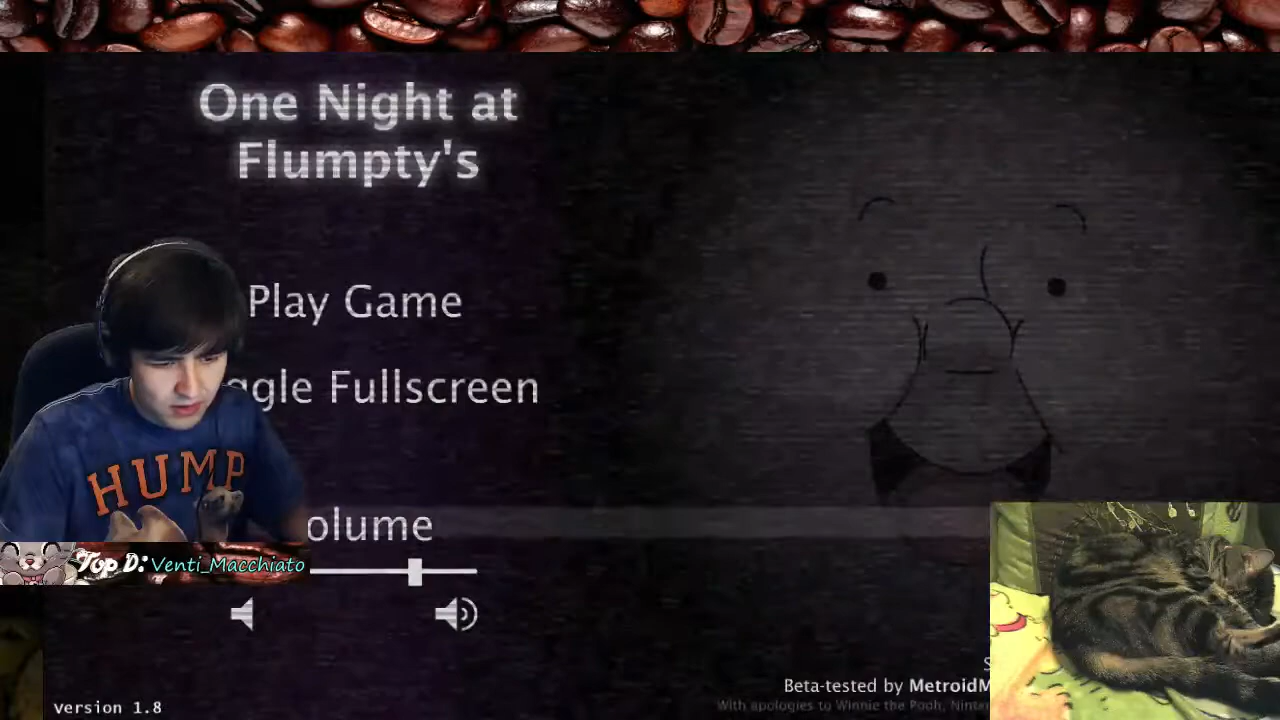 One Night at
Flumpty's
Play Game
ggle Fullscreen
HUMP
olume
Top D: Venti_Macchiato
Beta-tested by MetroidM
With apologies to Winnie the Pooh, Ninten
version 1.8